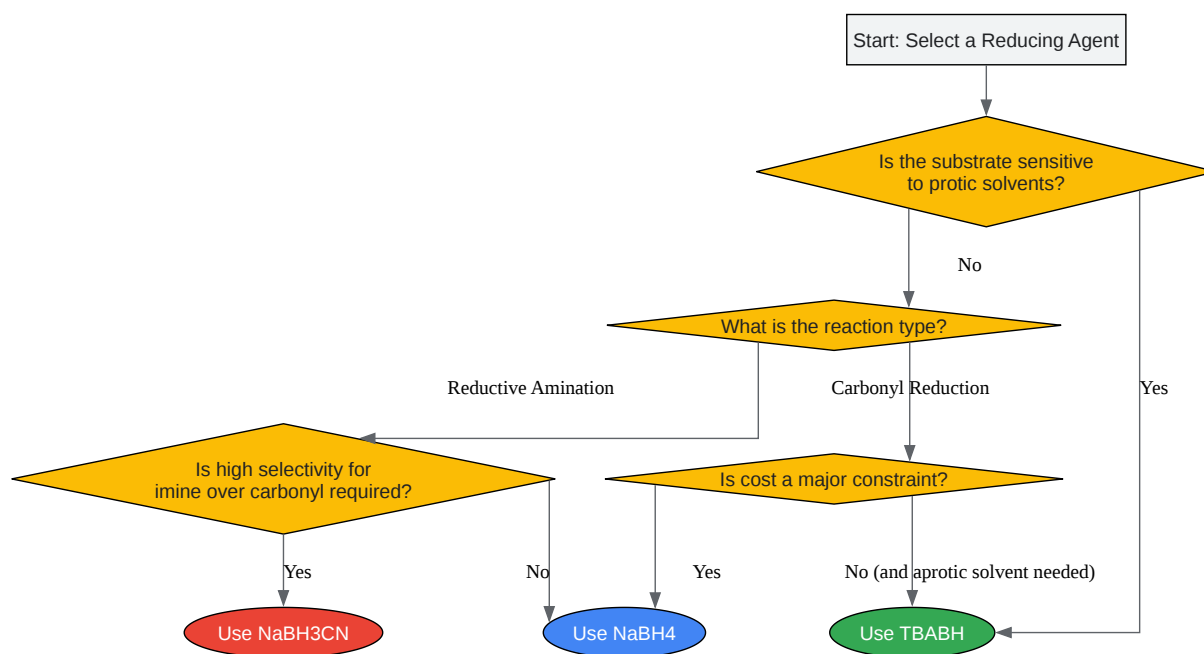 Start: Select a Reducing Agent
Is the substrate sensitive
to protic solvents?
No
What is the reaction type?
Reductive Amination
Carbonyl Reduction
Yes
Is high selectivity for
imine over carbonyl required?
Is cost a major constraint?
Yes
No
Yes
No (and aprotic solvent needed)
Use NaBH3CN
Use NaBH4
Use TBABH